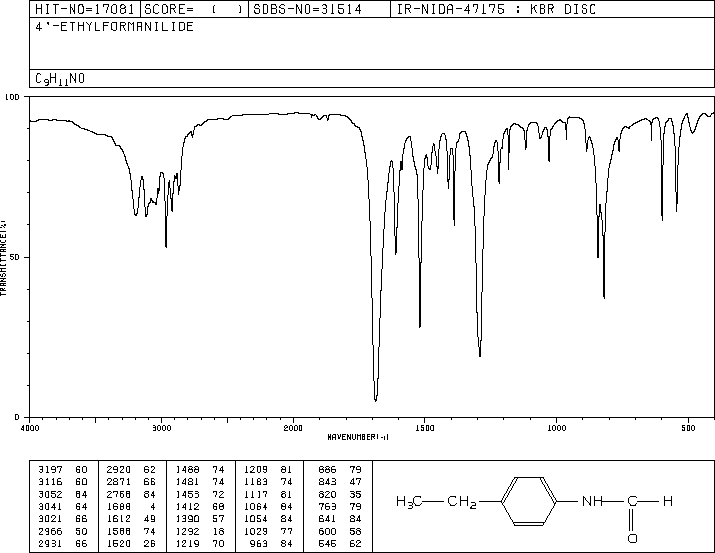 HIT-NO=17081 SCORE= ( ) SDBS-NO=31514 IR-NIDA-47175 : KBR DISC
4'-ETHYLFORMANILIDE
C9H11NO
100
50
0
TRANSMITTANCE(%)
4000 3000 2000 1500 1000 500
WAVENUMBER(-1)
3197 60 2920 62 1488 74 1209 81 886 79
3116 60 2871 66 1481 74 1183 74 843 47
3052 64 2768 84 1453 72 1117 81 820 35
3041 64 1686 4 1412 68 1064 84 763 79
3021 66 1612 49 1390 57 1054 84 641 84
2966 50 1588 74 1292 18 1029 77 600 58
2931 66 1520 26 1219 70 963 84 545 62
H3C CH2 NH C H
O